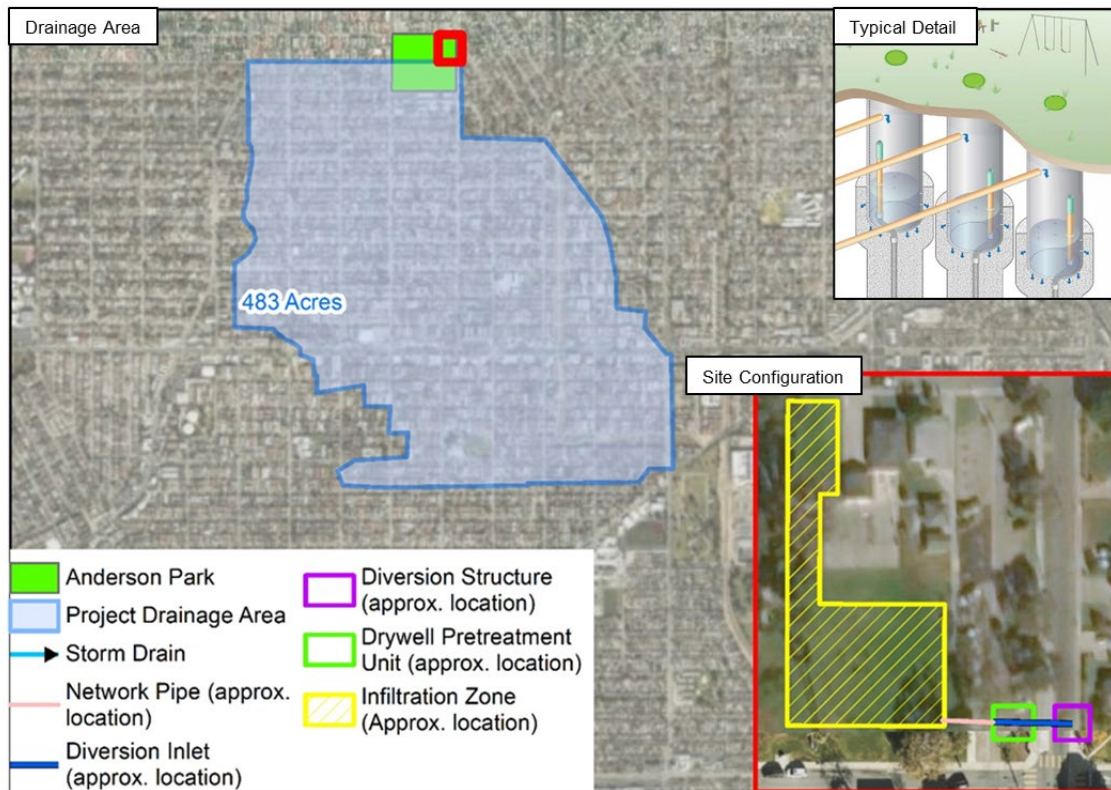 Drainage Area
Typical Detail
483 Acres
Site Configuration
Anderson Park
Project Drainage Area
Storm Drain
Network Pipe (approx.
location)
Diversion Inlet
(approx. location)
Diversion Structure
(approx. location)
Drywell Pretreatment
Unit (approx. location)
Infiltration Zone
(Approx. location)